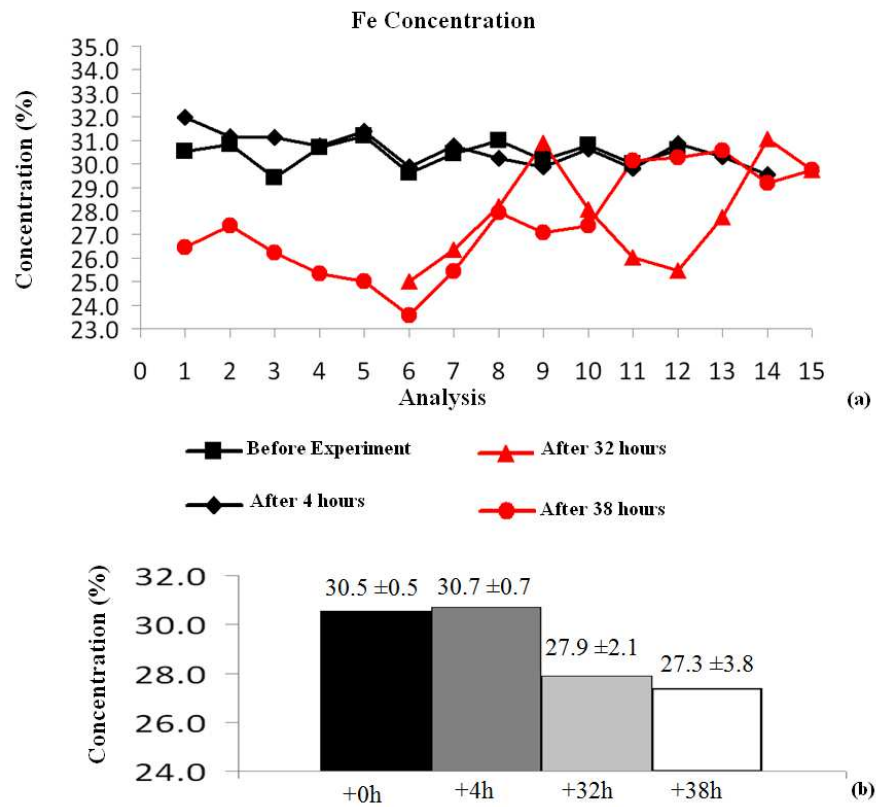 Fe Concentration
Concentration (%)
35.0
34.0
33.0
32.0
31.0
30.0
29.0
28.0
27.0
26.0
25.0
24.0
23.0
0 1 2 3 4 5 6 7 8 9 10 11 12 13 14 15
Analysis
(a)
Before Experiment
After 32 hours
After 4 hours
After 38 hours
Concentration (%)
32.0
30.0
28.0
26.0
24.0
30.5 ±0.5
30.7 ±0.7
27.9 ±2.1
27.3 ±3.8
+0h +4h +32h +38h
(b)